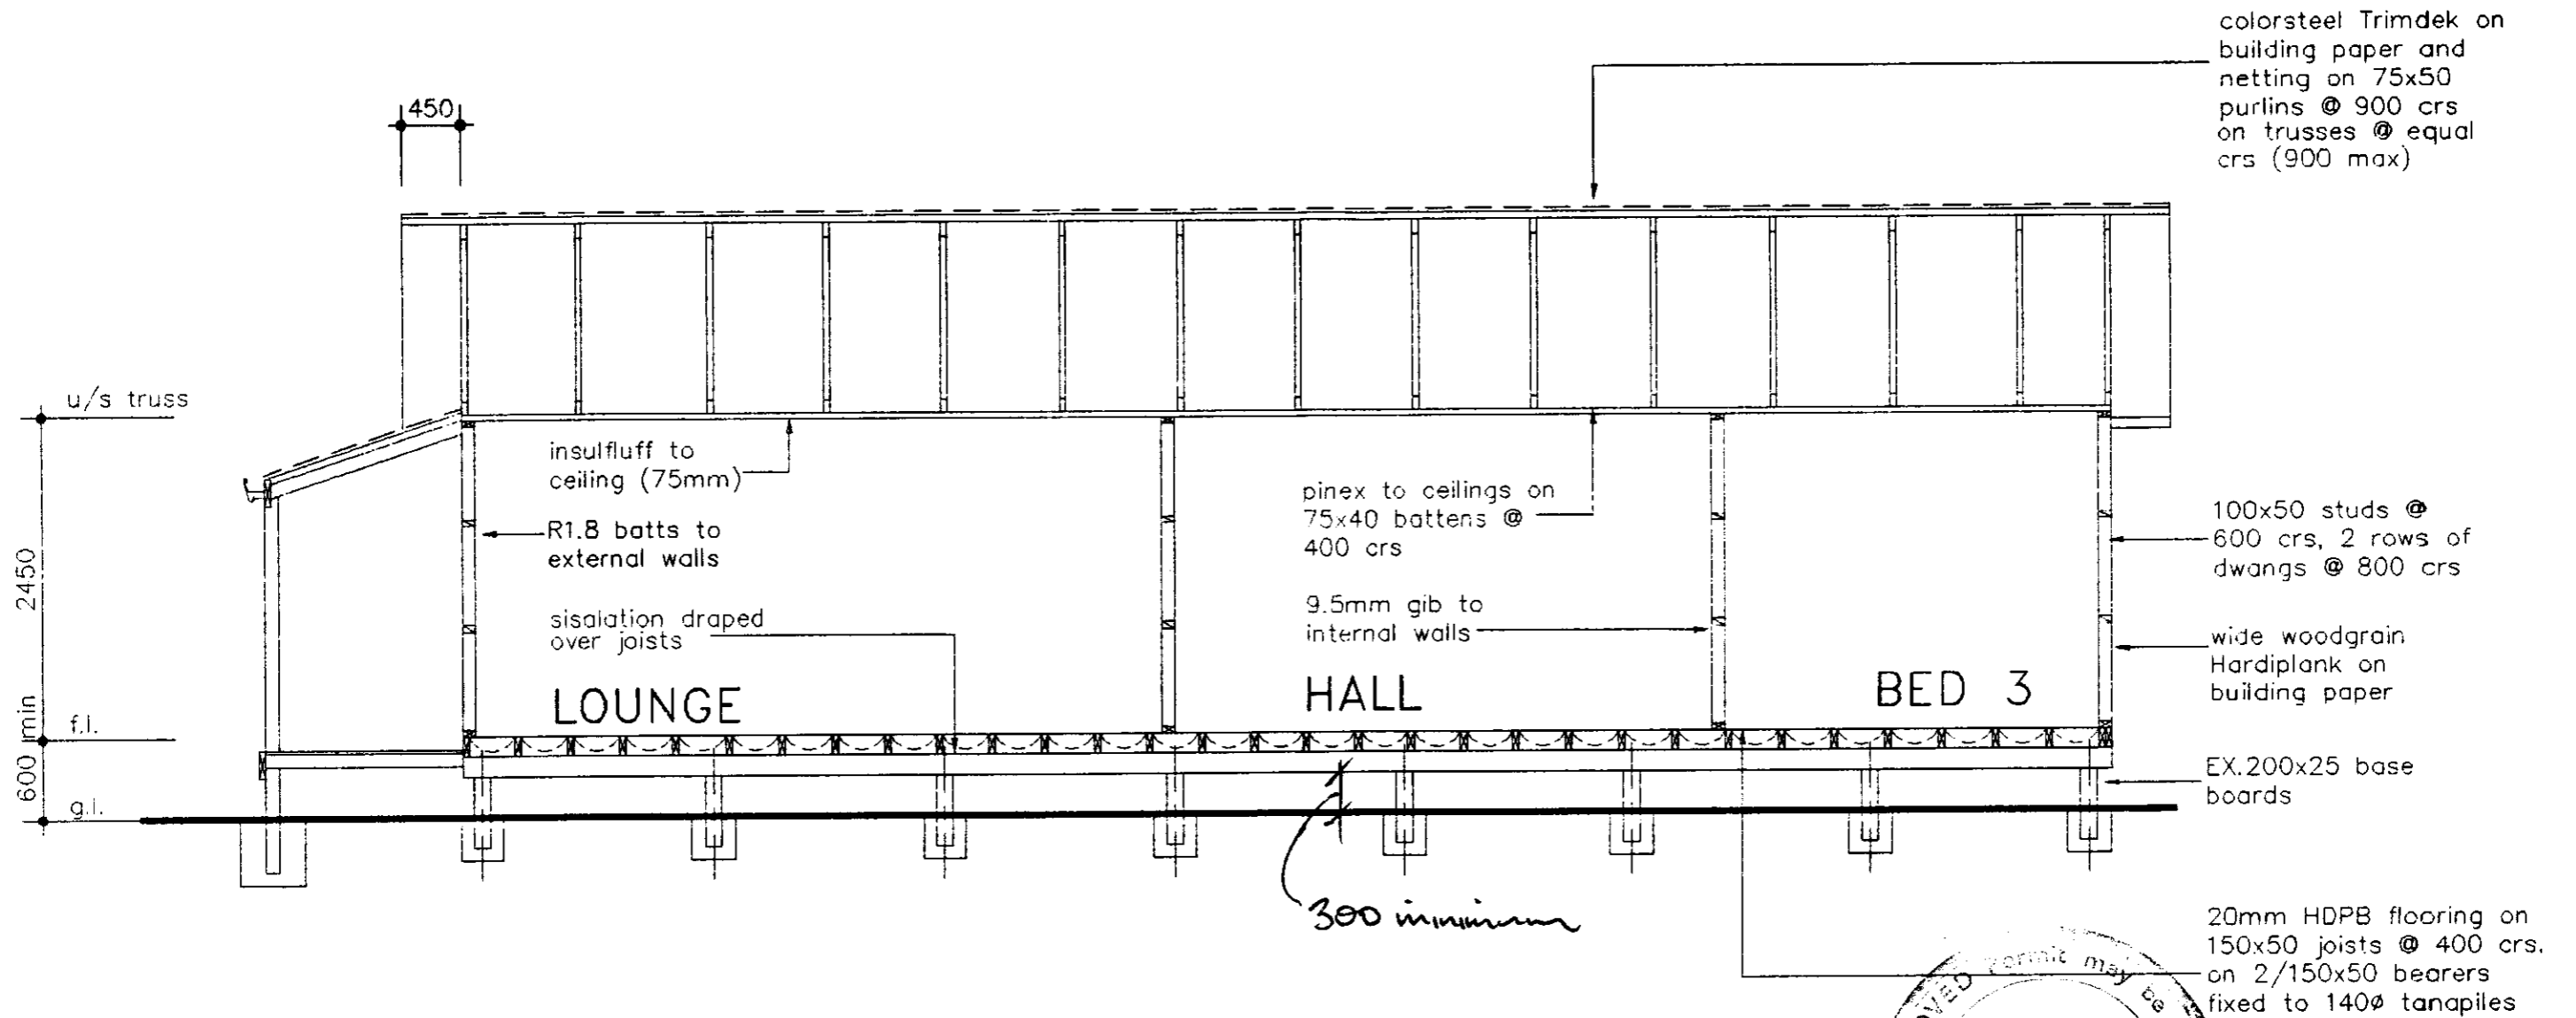 colorsteel Trimdek on
building paper and
netting on 75x50
purlins @ 900 crs
on trusses @ equal
crs (900 max)
450
u/s truss
insulfluff to
ceiling (75mm)
pinex to ceilings on
75x40 battens @
400 crs
100x50 studs @
600 crs, 2 rows of
dwangs @ 800 crs
R1.8 batts to
external walls
2450
sisalation draped
over joists
9.5mm gib to
internal walls
wide woodgrain
Hardiplank on
building paper
LOUNGE
HALL
BED 3
f.l.
600 min
g.l.
EX.200x25 base
boards
300 minimum
20mm HDPB flooring on
150x50 joists @ 400 crs.
on 2/150x50 bearers
fixed to 140ø tanapiles
OVED Permit may be